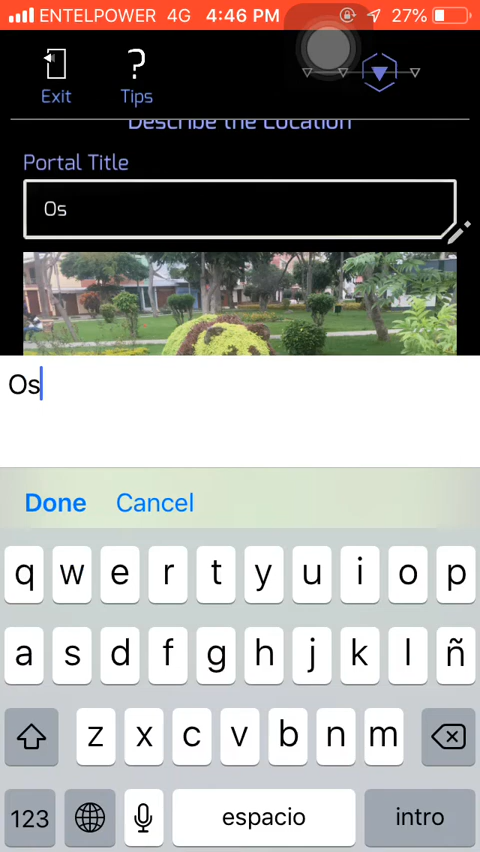 ENTELPOWER 4G 4:46 PM 27%
Exit
Tips
Describe the Location
Portal Title
Os
Os
Done Cancel
q w e r t y u i o p
a s d f g h j k l ñ
z x c v b n m
123 espacio intro